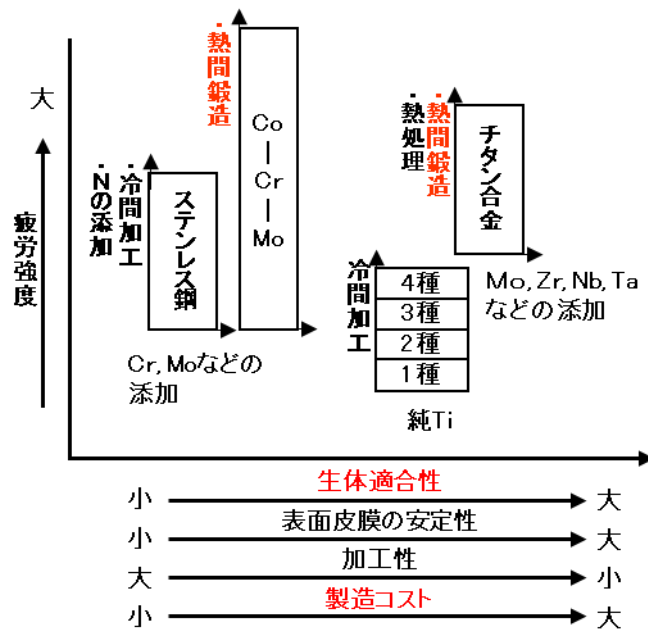 大
疲労強度
・Nの添加
・冷間加工
ステンレス鋼
Cr,Moなどの
添加
・熱間鍛造
Co
|
Cr
|
Mo
冷間加工
4種
3種
2種
1種
純Ti
・熱処理
・熱間鍛造
チタン合金
Mo,Zr,Nb,Ta
などの添加
生体適合性
小 大
表面皮膜の安定性
小 大
加工性
大 小
製造コスト
小 大